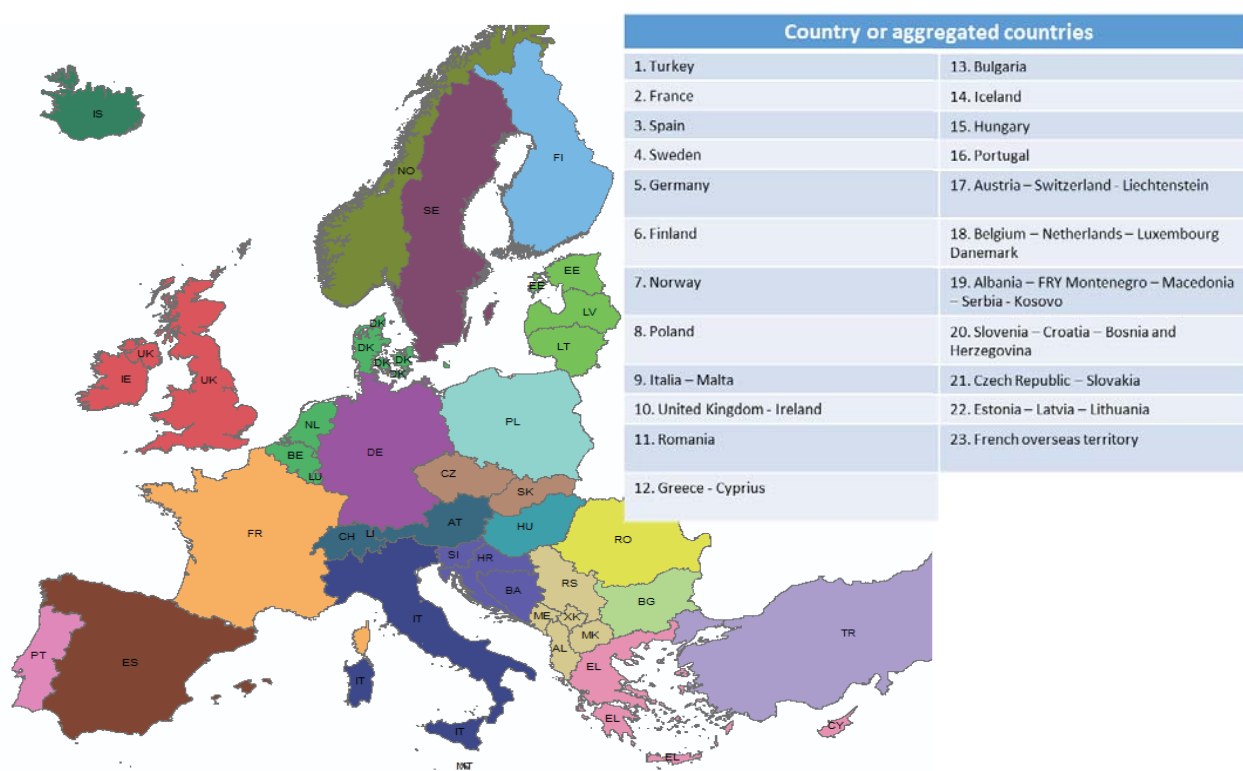 Country or aggregated countries
1. Turkey
13. Bulgaria
2. France
14. Iceland
3. Spain
15. Hungary
4. Sweden
16. Portugal
5. Germany
17. Austria – Switzerland - Liechtenstein
6. Finland
18. Belgium – Netherlands – Luxembourg
Danemark
7. Norway
19. Albania – FRY Montenegro – Macedonia
– Serbia - Kosovo
8. Poland
20. Slovenia – Croatia – Bosnia and
Herzegovina
9. Italia – Malta
21. Czech Republic – Slovakia
10. United Kingdom - Ireland
22. Estonia – Latvia – Lithuania
11. Romania
23. French overseas territory
12. Greece - Cyprius
IS
NO
FI
SE
EE
EE
LV
LT
DK
DK
DK
DK
DK
UK
IE
UK
NL
BE
LU
DE
PL
CZ
SK
FR
CH
LI
AT
HU
RO
SI
HR
BA
RS
BG
ME
XK
MK
AL
IT
IT
IT
PT
ES
EL
EL
EL
TR
CY